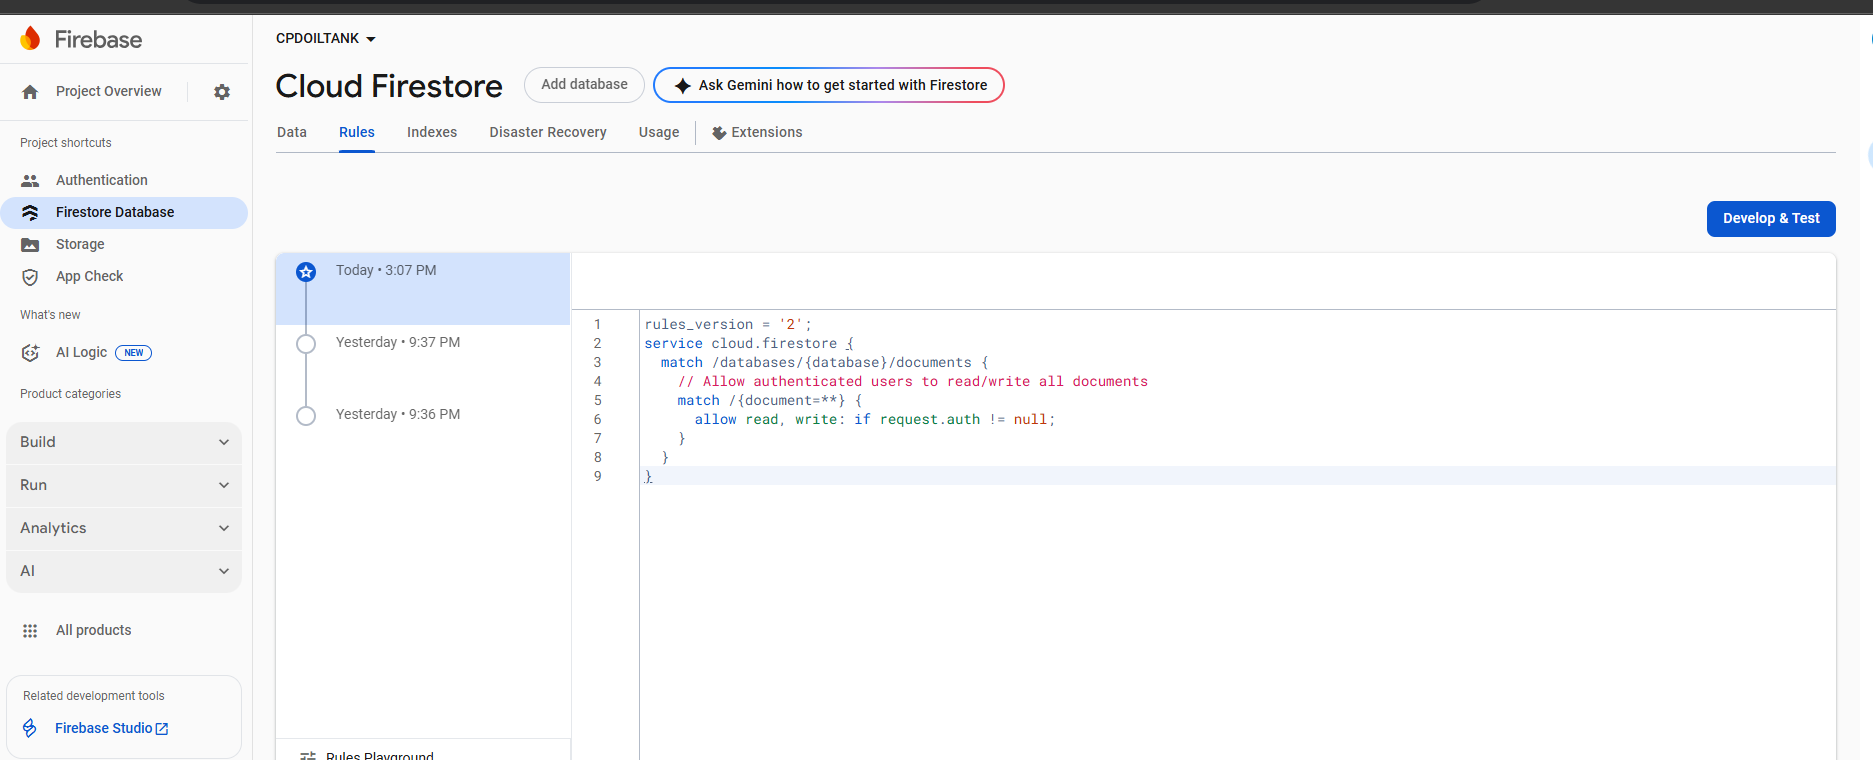 Firebase
Project Overview
Project shortcuts
Authentication
Firestore Database
Storage
App Check
What's new
AI Logic NEW
Product categories
Build
Run
Analytics
AI
All products
Related development tools
Firebase Studio
CPDOILTANK
Cloud Firestore Add database Ask Gemini how to get started with Firestore
Data Rules Indexes Disaster Recovery Usage Extensions
Develop & Test
Today • 3:07 PM
Yesterday • 9:37 PM
Yesterday • 9:36 PM
Rules Playground
1 rules_version = '2';
2 service cloud.firestore {
3 match /databases/{database}/documents {
4 // Allow authenticated users to read/write all documents
5 match /{document=**} {
6 allow read, write: if request.auth != null;
7 }
8 }
9 }